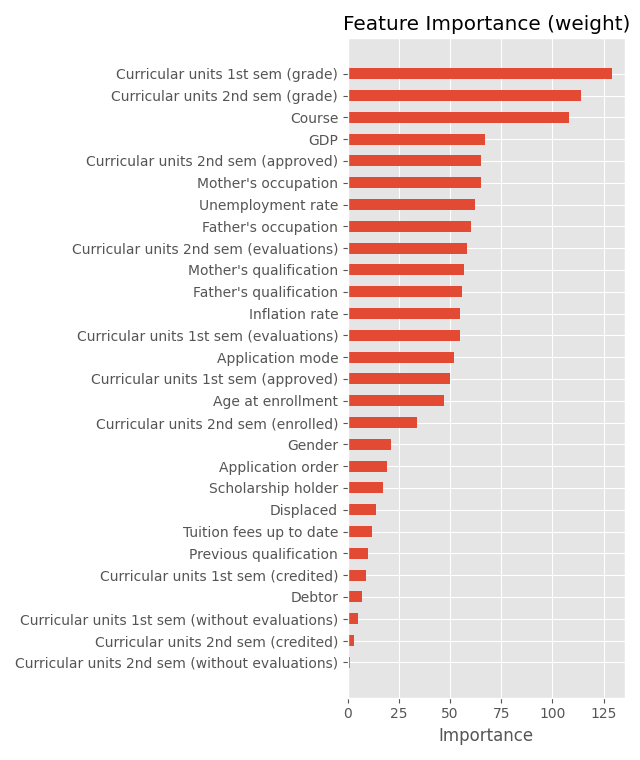 Feature Importance (weight)
Curricular units 1st sem (grade)
Curricular units 2nd sem (grade)
Course
GDP
Curricular units 2nd sem (approved)
Mother's occupation
Unemployment rate
Father's occupation
Curricular units 2nd sem (evaluations)
Mother's qualification
Father's qualification
Inflation rate
Curricular units 1st sem (evaluations)
Application mode
Curricular units 1st sem (approved)
Age at enrollment
Curricular units 2nd sem (enrolled)
Gender
Application order
Scholarship holder
Displaced
Tuition fees up to date
Previous qualification
Curricular units 1st sem (credited)
Debtor
Curricular units 1st sem (without evaluations)
Curricular units 2nd sem (credited)
Curricular units 2nd sem (without evaluations)
0 25 50 75 100 125
Importance